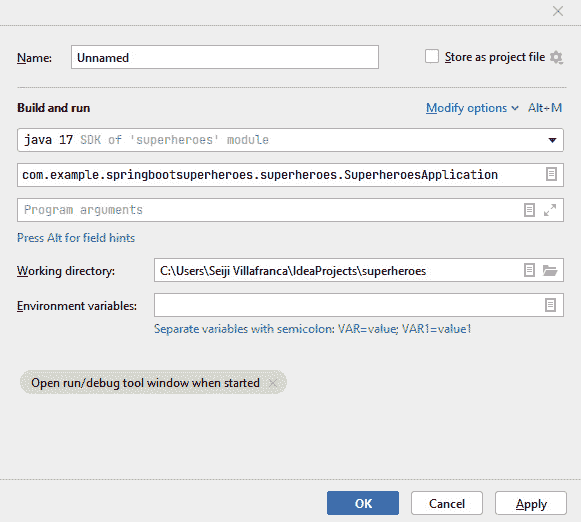 Name: Unnamed Store as project file
Build and run Modify options Alt+M
java 17 SDK of 'superheroes' module
com.example.springbootsuperheroes.superheroes.SuperheroesApplication
Program arguments
Press Alt for field hints
Working directory: C:\Users\Seiji Villafranca\IdeaProjects\superheroes
Environment variables:
Separate variables with semicolon: VAR=value; VAR1=value1
Open run/debug tool window when started
OK Cancel Apply